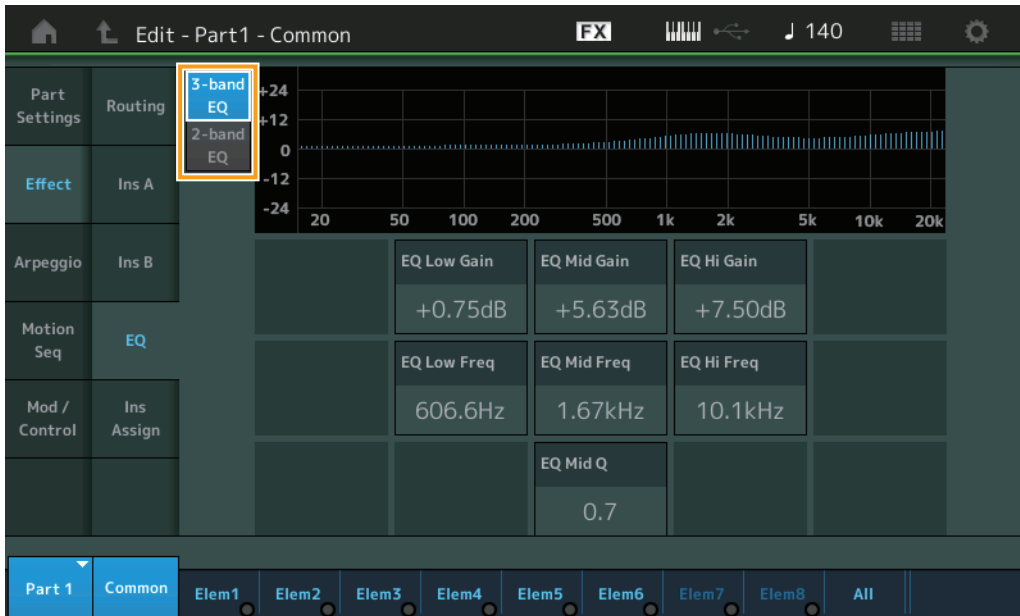 Edit - Part1 - Common
FX
♩ 140
Part
Settings
Effect
Arpeggio
Motion
Seq
Mod /
Control
Routing
Ins A
Ins B
EQ
Ins
Assign
3-band
EQ
2-band
EQ
+24
+12
0
-12
-24
20 50 100 200 500 1k 2k 5k 10k 20k
EQ Low Gain
+0.75dB
EQ Mid Gain
+5.63dB
EQ Hi Gain
+7.50dB
EQ Low Freq
606.6Hz
EQ Mid Freq
1.67kHz
EQ Hi Freq
10.1kHz
EQ Mid Q
0.7
Part 1 Common Elem1 Elem2 Elem3 Elem4 Elem5 Elem6 Elem7 Elem8 All